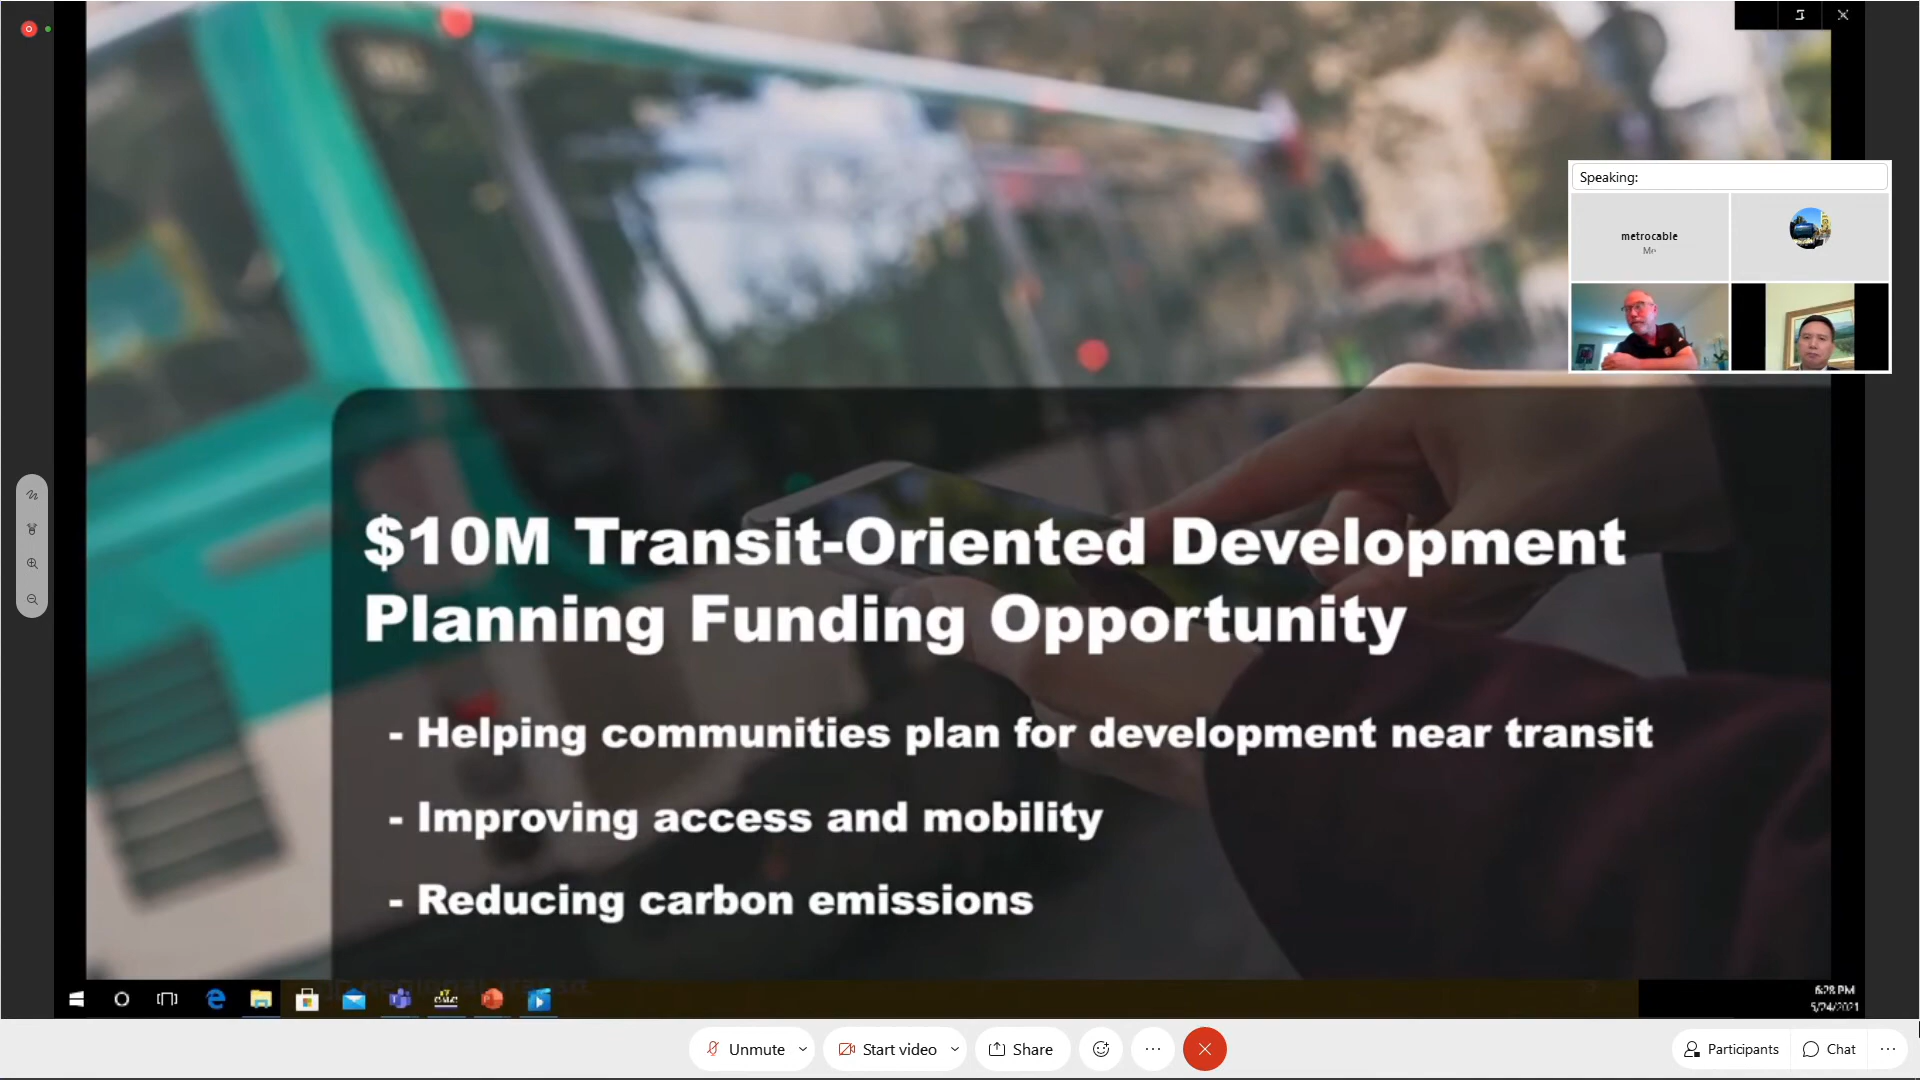 Speaking:
metrocable
Me
$10M Transit-Oriented Development
Planning Funding Opportunity
- Helping communities plan for development near transit
- Improving access and mobility
- Reducing carbon emissions
6:28 PM
5/24/2021
Unmute
Start video
Share
Participants
Chat